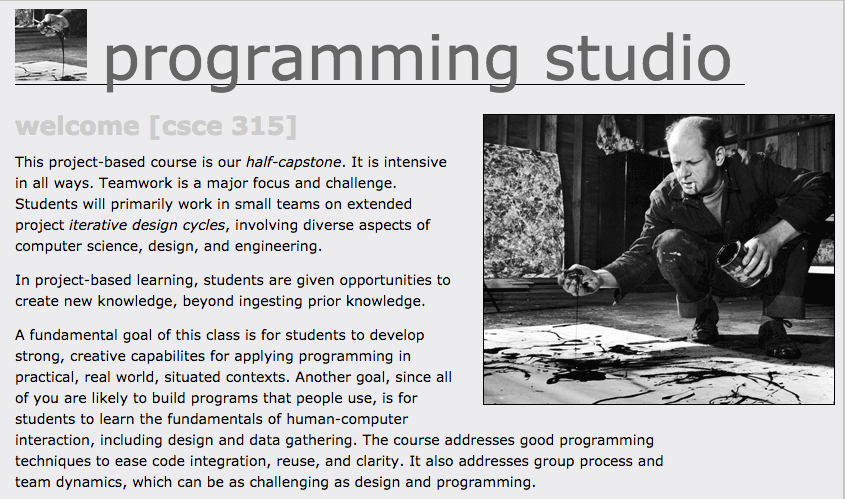 programming studio
welcome [csce 315]
This project-based course is our half-capstone. It is intensive
in all ways. Teamwork is a major focus and challenge.
Students will primarily work in small teams on extended
project iterative design cycles, involving diverse aspects of
computer science, design, and engineering.
In project-based learning, students are given opportunities to
create new knowledge, beyond ingesting prior knowledge.
A fundamental goal of this class is for students to develop
strong, creative capabilites for applying programming in
practical, real world, situated contexts. Another goal, since all
of you are likely to build programs that people use, is for
students to learn the fundamentals of human-computer
interaction, including design and data gathering. The course addresses good programming
techniques to ease code integration, reuse, and clarity. It also addresses group process and
team dynamics, which can be as challenging as design and programming.